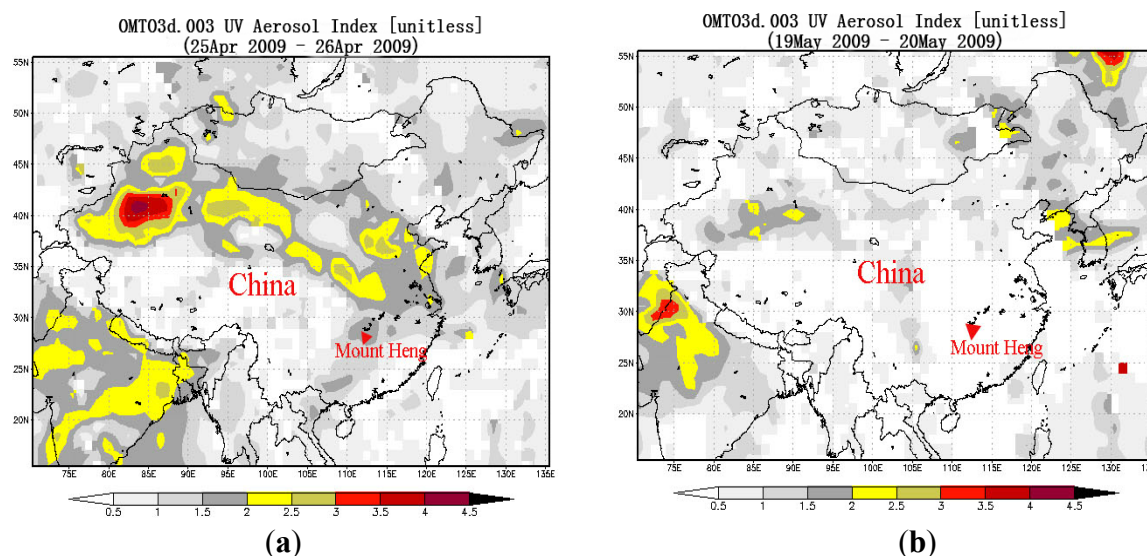 OMTO3d.003 UV Aerosol Index [unitless]
(25Apr 2009 - 26Apr 2009)
55N
50N
45N
40N
35N
30N
25N
20N
China
Mount Heng
75E 80E 85E 90E 95E 100E 105E 110E 115E 120E 125E 130E 135E
0.5 1 1.5 2 2.5 3 3.5 4 4.5
(a)
OMTO3d.003 UV Aerosol Index [unitless]
(19May 2009 - 20May 2009)
55N
50N
45N
40N
35N
30N
25N
20N
China
Mount Heng
75E 80E 85E 90E 95E 100E 105E 110E 115E 120E 125E 130E
0.5 1 1.5 2 2.5 3 3.5 4 4.5
(b)